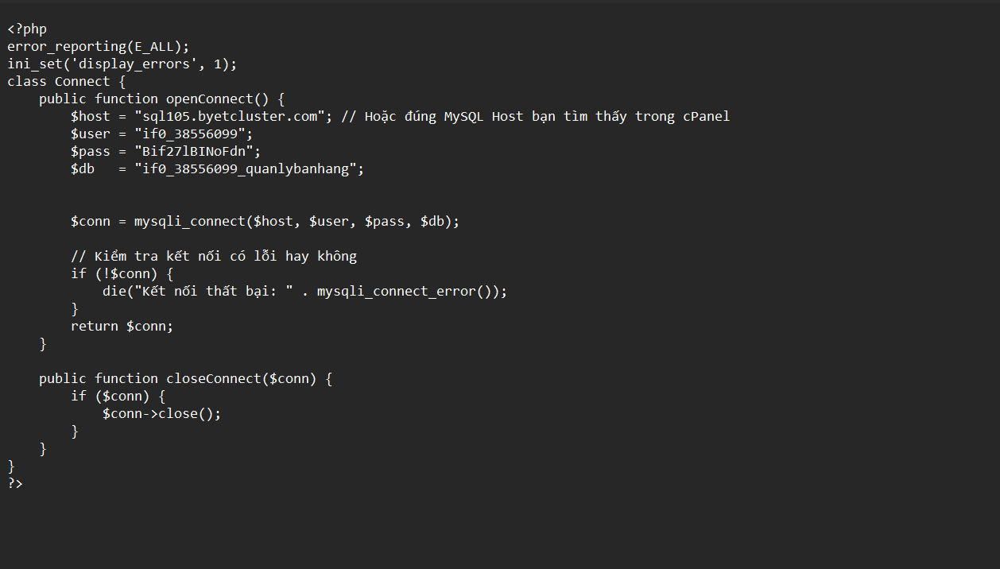 <?php
error_reporting(E_ALL);
ini_set('display_errors', 1);
class Connect {
    public function openConnect() {
        $host = "sql105.byetcluster.com"; // Hoặc đúng MySQL Host bạn tìm thấy trong cPanel
        $user = "if0_38556099";
        $pass = "Bif27lBINoFdn";
        $db   = "if0_38556099_quanlybanhang";
        $conn = mysqli_connect($host, $user, $pass, $db);
        // Kiểm tra kết nối có lỗi hay không
        if (!$conn) {
            die("Kết nối thất bại: " . mysqli_connect_error());
        }
        return $conn;
    }
    public function closeConnect($conn) {
        if ($conn) {
            $conn->close();
        }
    }
}
?>